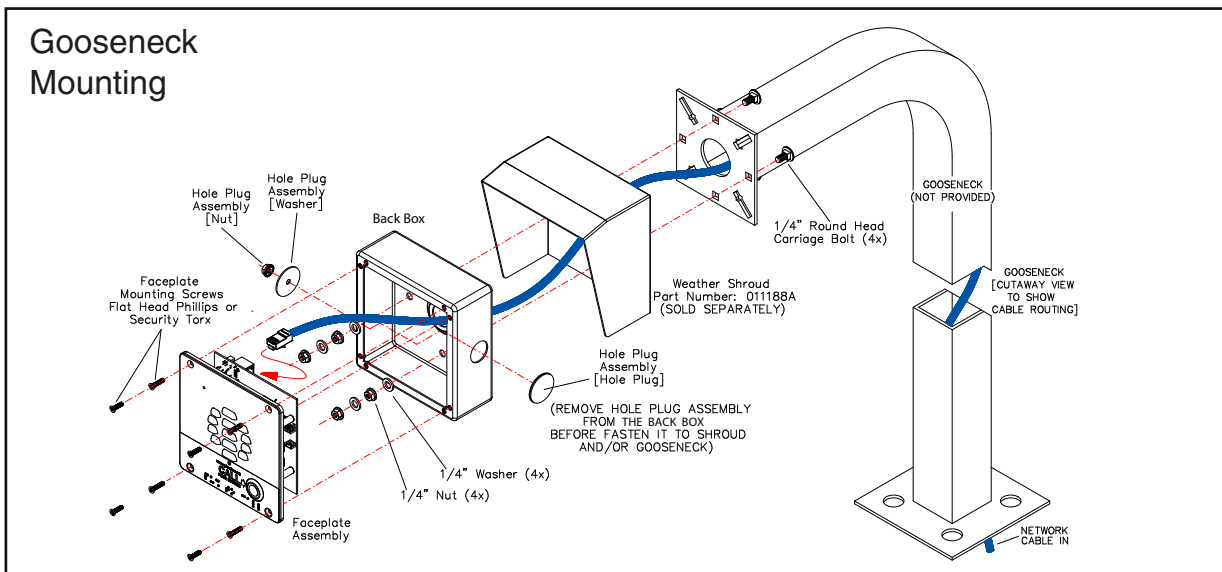 Gooseneck
Mounting
Hole Plug
Assembly
[Nut]
Hole Plug
Assembly
[Washer]
Back Box
Faceplate
Mounting Screws
Flat Head Phillips or
Security Torx
1/4" Round Head
Carriage Bolt (4x)
GOOSENECK
(NOT PROVIDED)
GOOSENECK
[CUTAWAY VIEW
TO SHOW
CABLE ROUTING]
Weather Shroud
Part Number: 011188A
(SOLD SEPARATELY)
Hole Plug
Assembly
[Hole Plug]
(REMOVE HOLE PLUG ASSEMBLY
FROM THE BACK BOX
BEFORE FASTEN IT TO SHROUD
AND/OR GOOSENECK)
1/4" Washer (4x)
1/4" Nut (4x)
CALL
Faceplate
Assembly
NETWORK
CABLE IN